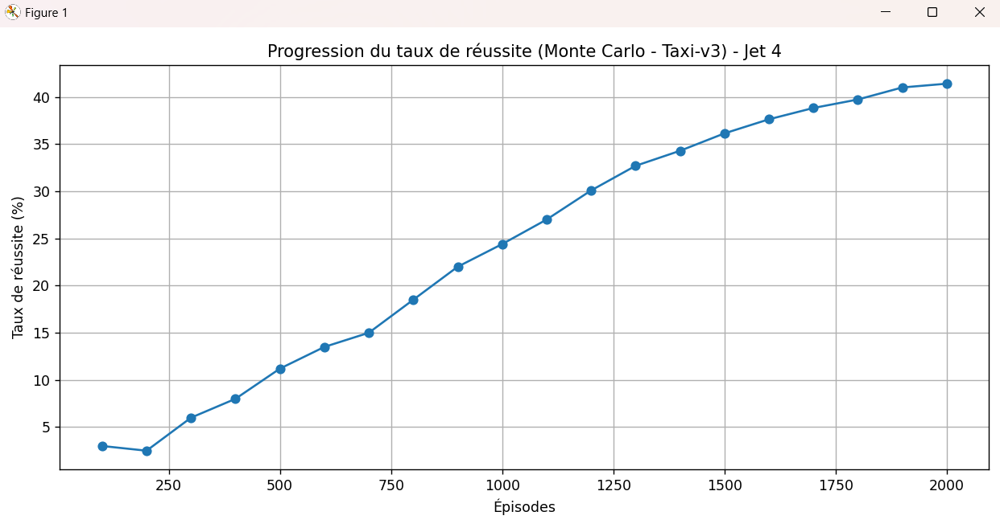 Figure 1
Progression du taux de réussite (Monte Carlo - Taxi-v3) - Jet 4
Taux de réussite (%)
40
35
30
25
20
15
10
5
250 500 750 1000 1250 1500 1750 2000
Épisodes